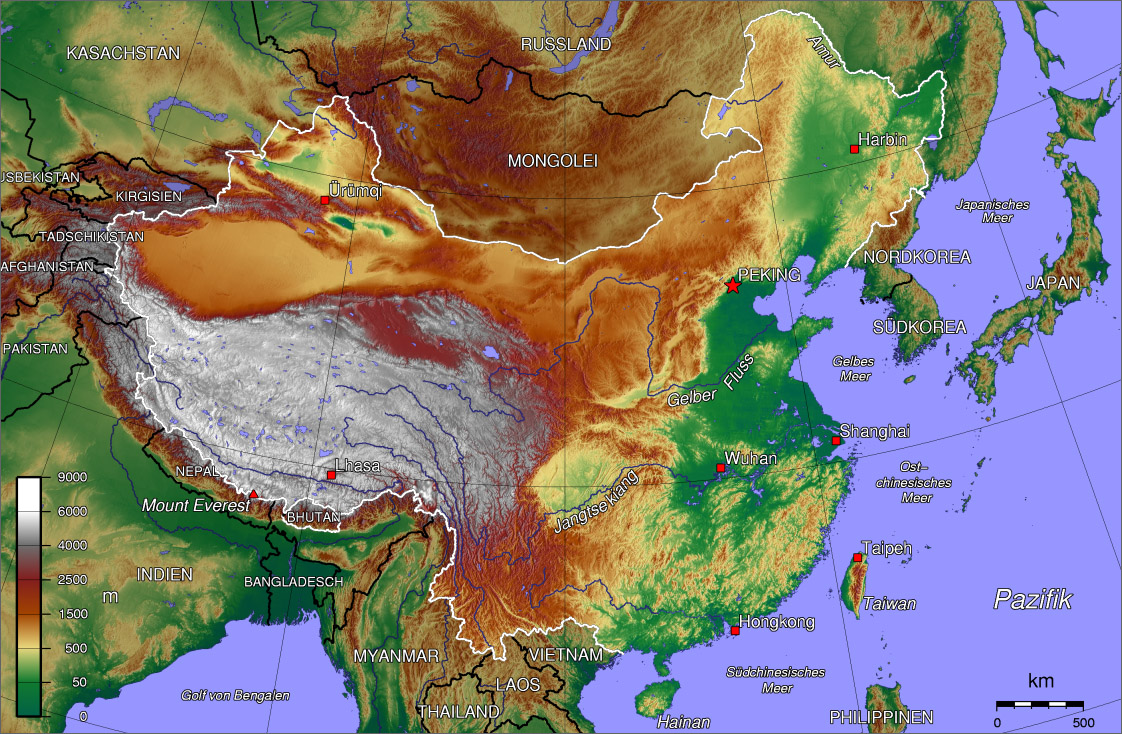 RUSSLAND
KASACHSTAN
Amur
Harbin
MONGOLEI
USBEKISTAN
KIRGISIEN
Ürümqi
Japanisches
Meer
TADSCHIKISTAN
AFGHANISTAN
NORDKOREA
PEKING
JAPAN
SÜDKOREA
PAKISTAN
Gelbes
Meer
Gelber Fluss
Shanghai
Wuhan
Lhasa
NEPAL
Ost–
chinesisches
Meer
Mount Everest
BHUTAN
Jangtsekiang
9000
6000
4000
2500
1500
500
50
0
m
Taipeh
INDIEN
BANGLADESCH
Taiwan
Pazifik
Hongkong
MYANMAR
VIETNAM
Südchinesisches
Meer
LAOS
Golf von Bengalen
THAILAND
Hainan
PHILIPPINEN
km
0 500